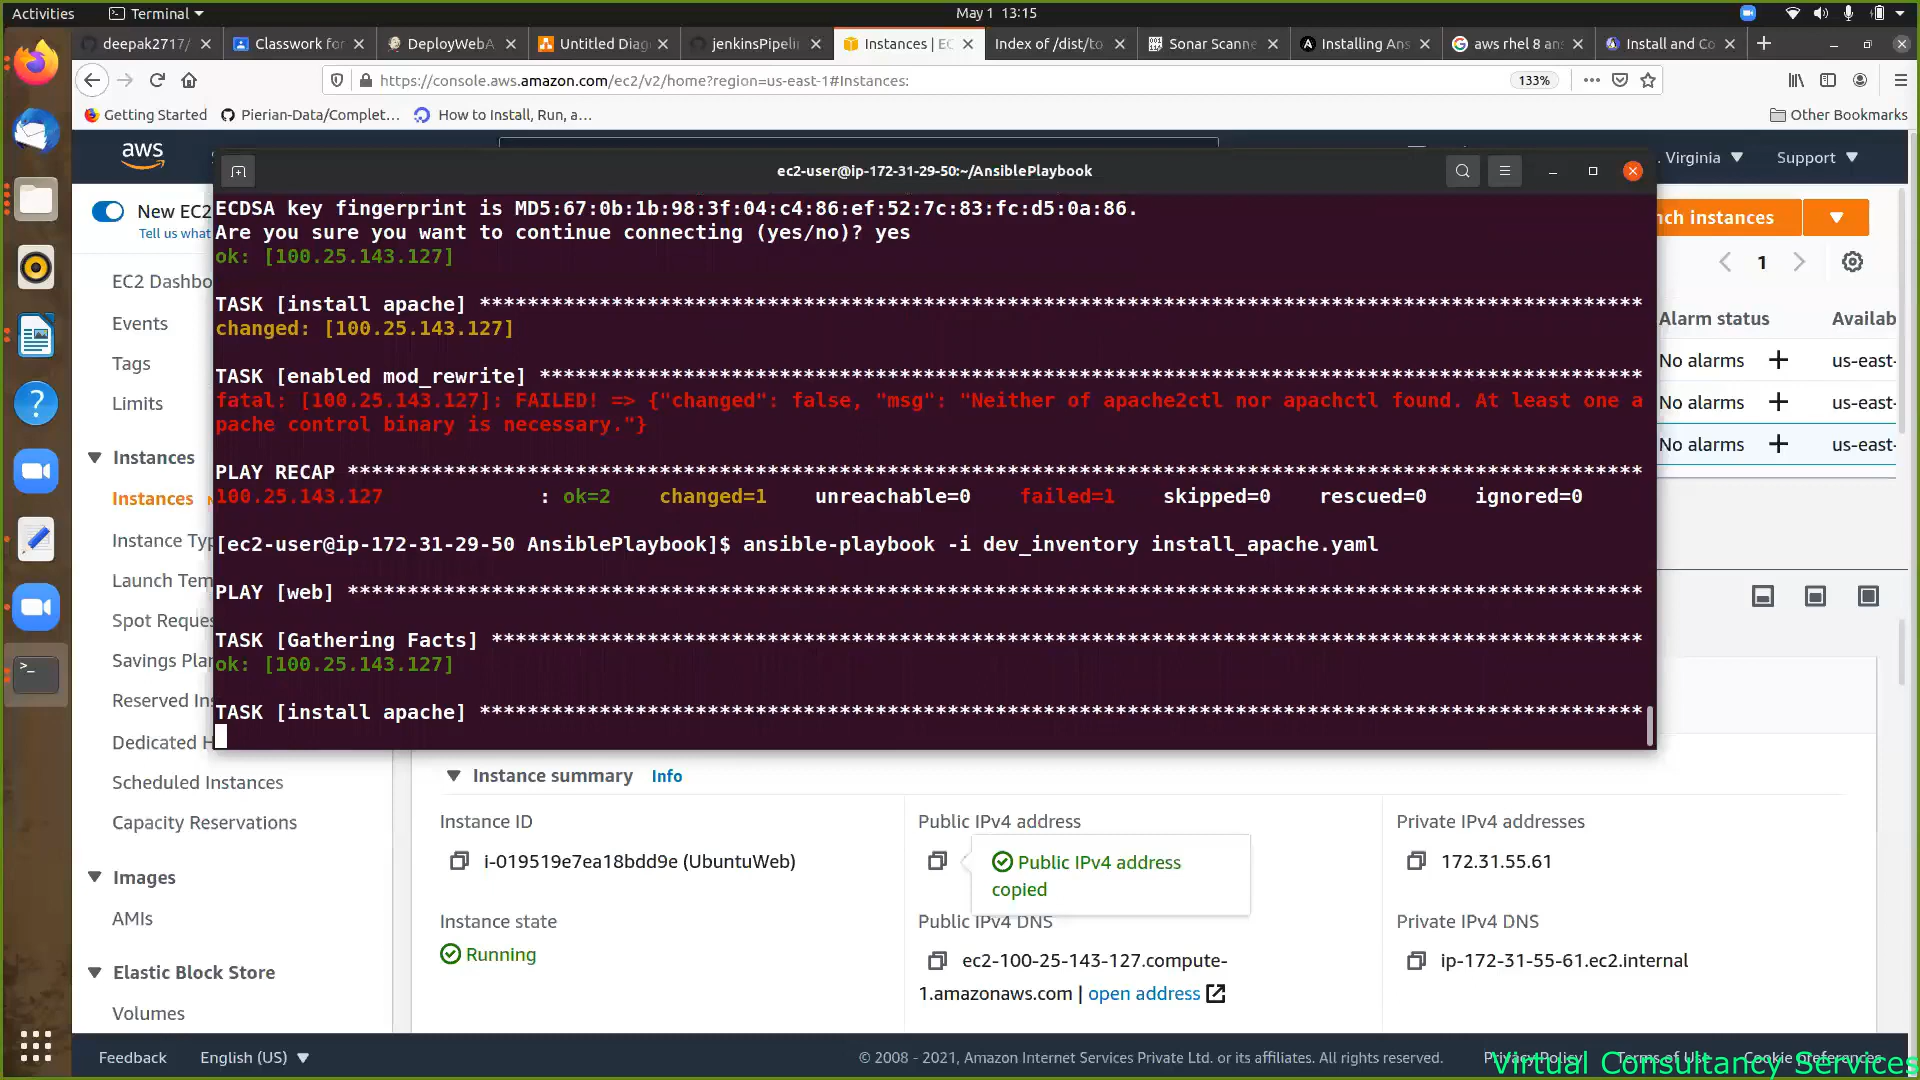 Activities
Terminal
May 1 13:15
deepak2717/
Classwork for
DeployWebA
Untitled Diag
jenkinsPipeli
Instances | EC
Index of /dist/to
Sonar Scanne
Installing Ans
aws rhel 8 an
Install and Co
https://console.aws.amazon.com/ec2/v2/home?region=us-east-1#Instances:
133%
Getting Started
Pierian-Data/Complet…
How to Install, Run, a…
Other Bookmarks
aws
. Virginia
Support
ec2-user@ip-172-31-29-50:~/AnsiblePlaybook
New EC2
Tell us what
nch instances
1
Alarm status
Availab
No alarms
us-east-
No alarms
us-east-
No alarms
us-east-
EC2 Dashbo
Events
Tags
Limits
Instances
Instances
Instance Typ
Launch Tem
Spot Reques
Savings Plan
Reserved Ins
Dedicated H
Scheduled Instances
Capacity Reservations
Images
AMIs
Elastic Block Store
Volumes
ECDSA key fingerprint is MD5:67:0b:1b:98:3f:04:c4:86:ef:52:7c:83:fc:d5:0a:86.
Are you sure you want to continue connecting (yes/no)? yes
ok: [100.25.143.127]
TASK [install apache] *************************************************************************************************
changed: [100.25.143.127]
TASK [enabled mod_rewrite] ********************************************************************************************
fatal: [100.25.143.127]: FAILED! => {"changed": false, "msg": "Neither of apache2ctl nor apachctl found. At least one a
pache control binary is necessary."}
PLAY RECAP ************************************************************************************************************
100.25.143.127 : ok=2 changed=1 unreachable=0 failed=1 skipped=0 rescued=0 ignored=0
[ec2-user@ip-172-31-29-50 AnsiblePlaybook]$ ansible-playbook -i dev_inventory install_apache.yaml
PLAY [web] ************************************************************************************************************
TASK [Gathering Facts] ************************************************************************************************
ok: [100.25.143.127]
TASK [install apache] *************************************************************************************************
Instance summary Info
Instance ID
i-019519e7ea18bdd9e (UbuntuWeb)
Public IPv4 address
Public IPv4 address
copied
Private IPv4 addresses
172.31.55.61
Instance state
Running
Public IPv4 DNS
ec2-100-25-143-127.compute-
1.amazonaws.com | open address
Private IPv4 DNS
ip-172-31-55-61.ec2.internal
Feedback
English (US)
© 2008 - 2021, Amazon Internet Services Private Ltd. or its affiliates. All rights reserved.
Privacy Policy
Terms of Use
Cookie preferences
Virtual Consultancy Services